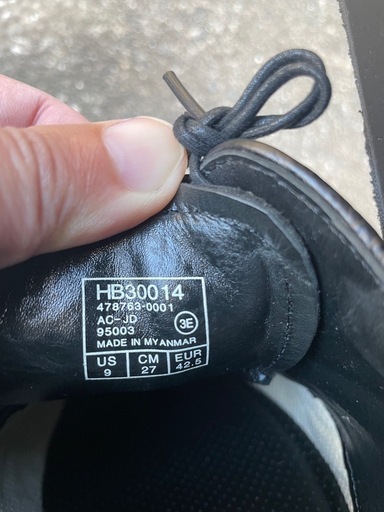 HB30014
478763-0001
AC-JD
95003
3E
MADE IN MYANMAR
US CM EUR
9 27 42.5